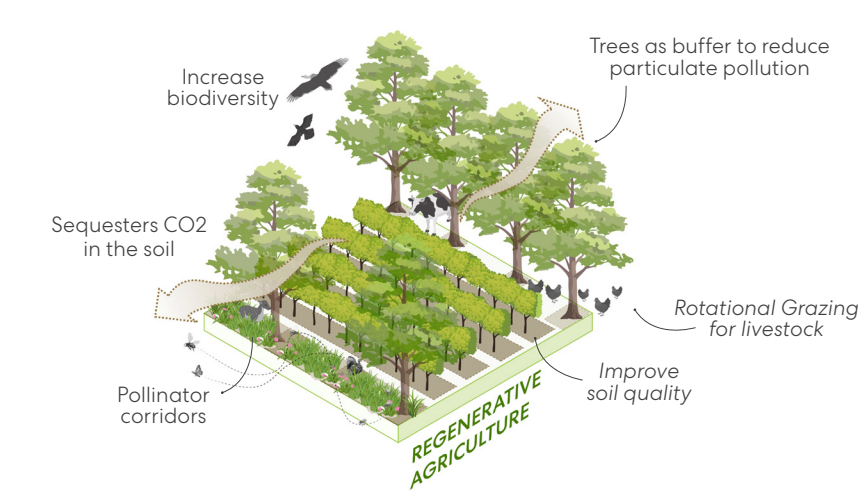 Increase
biodiversity
Trees as buffer to reduce
particulate pollution
Sequesters CO2
in the soil
Rotational Grazing
for livestock
Improve
soil quality
Pollinator
corridors
REGENERATIVE
AGRICULTURE